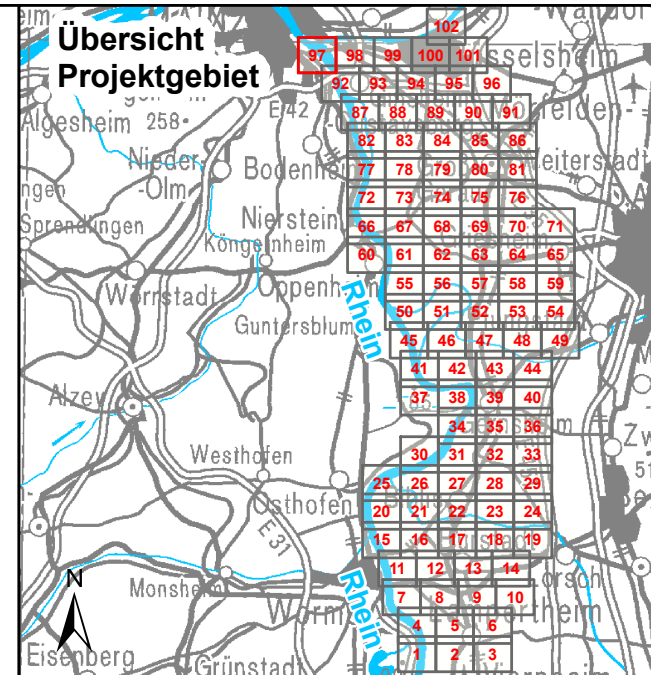 Übersicht
Projektgebiet
102
97 98 99 100 101
sselsheim
92 93 94 95 96
Algesheim 258
E 42
87 88 89 90 91
82 83 84 85 86
Nieder-
-Olm
Bodenheim
77 78 79 80 81
72 73 74 75 76
Sprendlingen
Nierstein
66 67 68 69 70 71
Köngernheim
60 61 62 63 64 65
Wörrstadt
Oppenheim
Rhein
55 56 57 58 59
50 51 52 53 54
Guntersblum
45 46 47 48 49
41 42 43 44
Alzey
37 38 39 40
34 35 36
Westhofen
30 31 32 33
25 26 27 28 29
Osthofen
20 21 22 23 24
E 31
15 16 17 18 19
11 12 13 14
Lorsch
N
Monsheim
Rhein
7 8 9 10
Worms
4 5 6
Eisenberg
Grünstadt
1 2 3